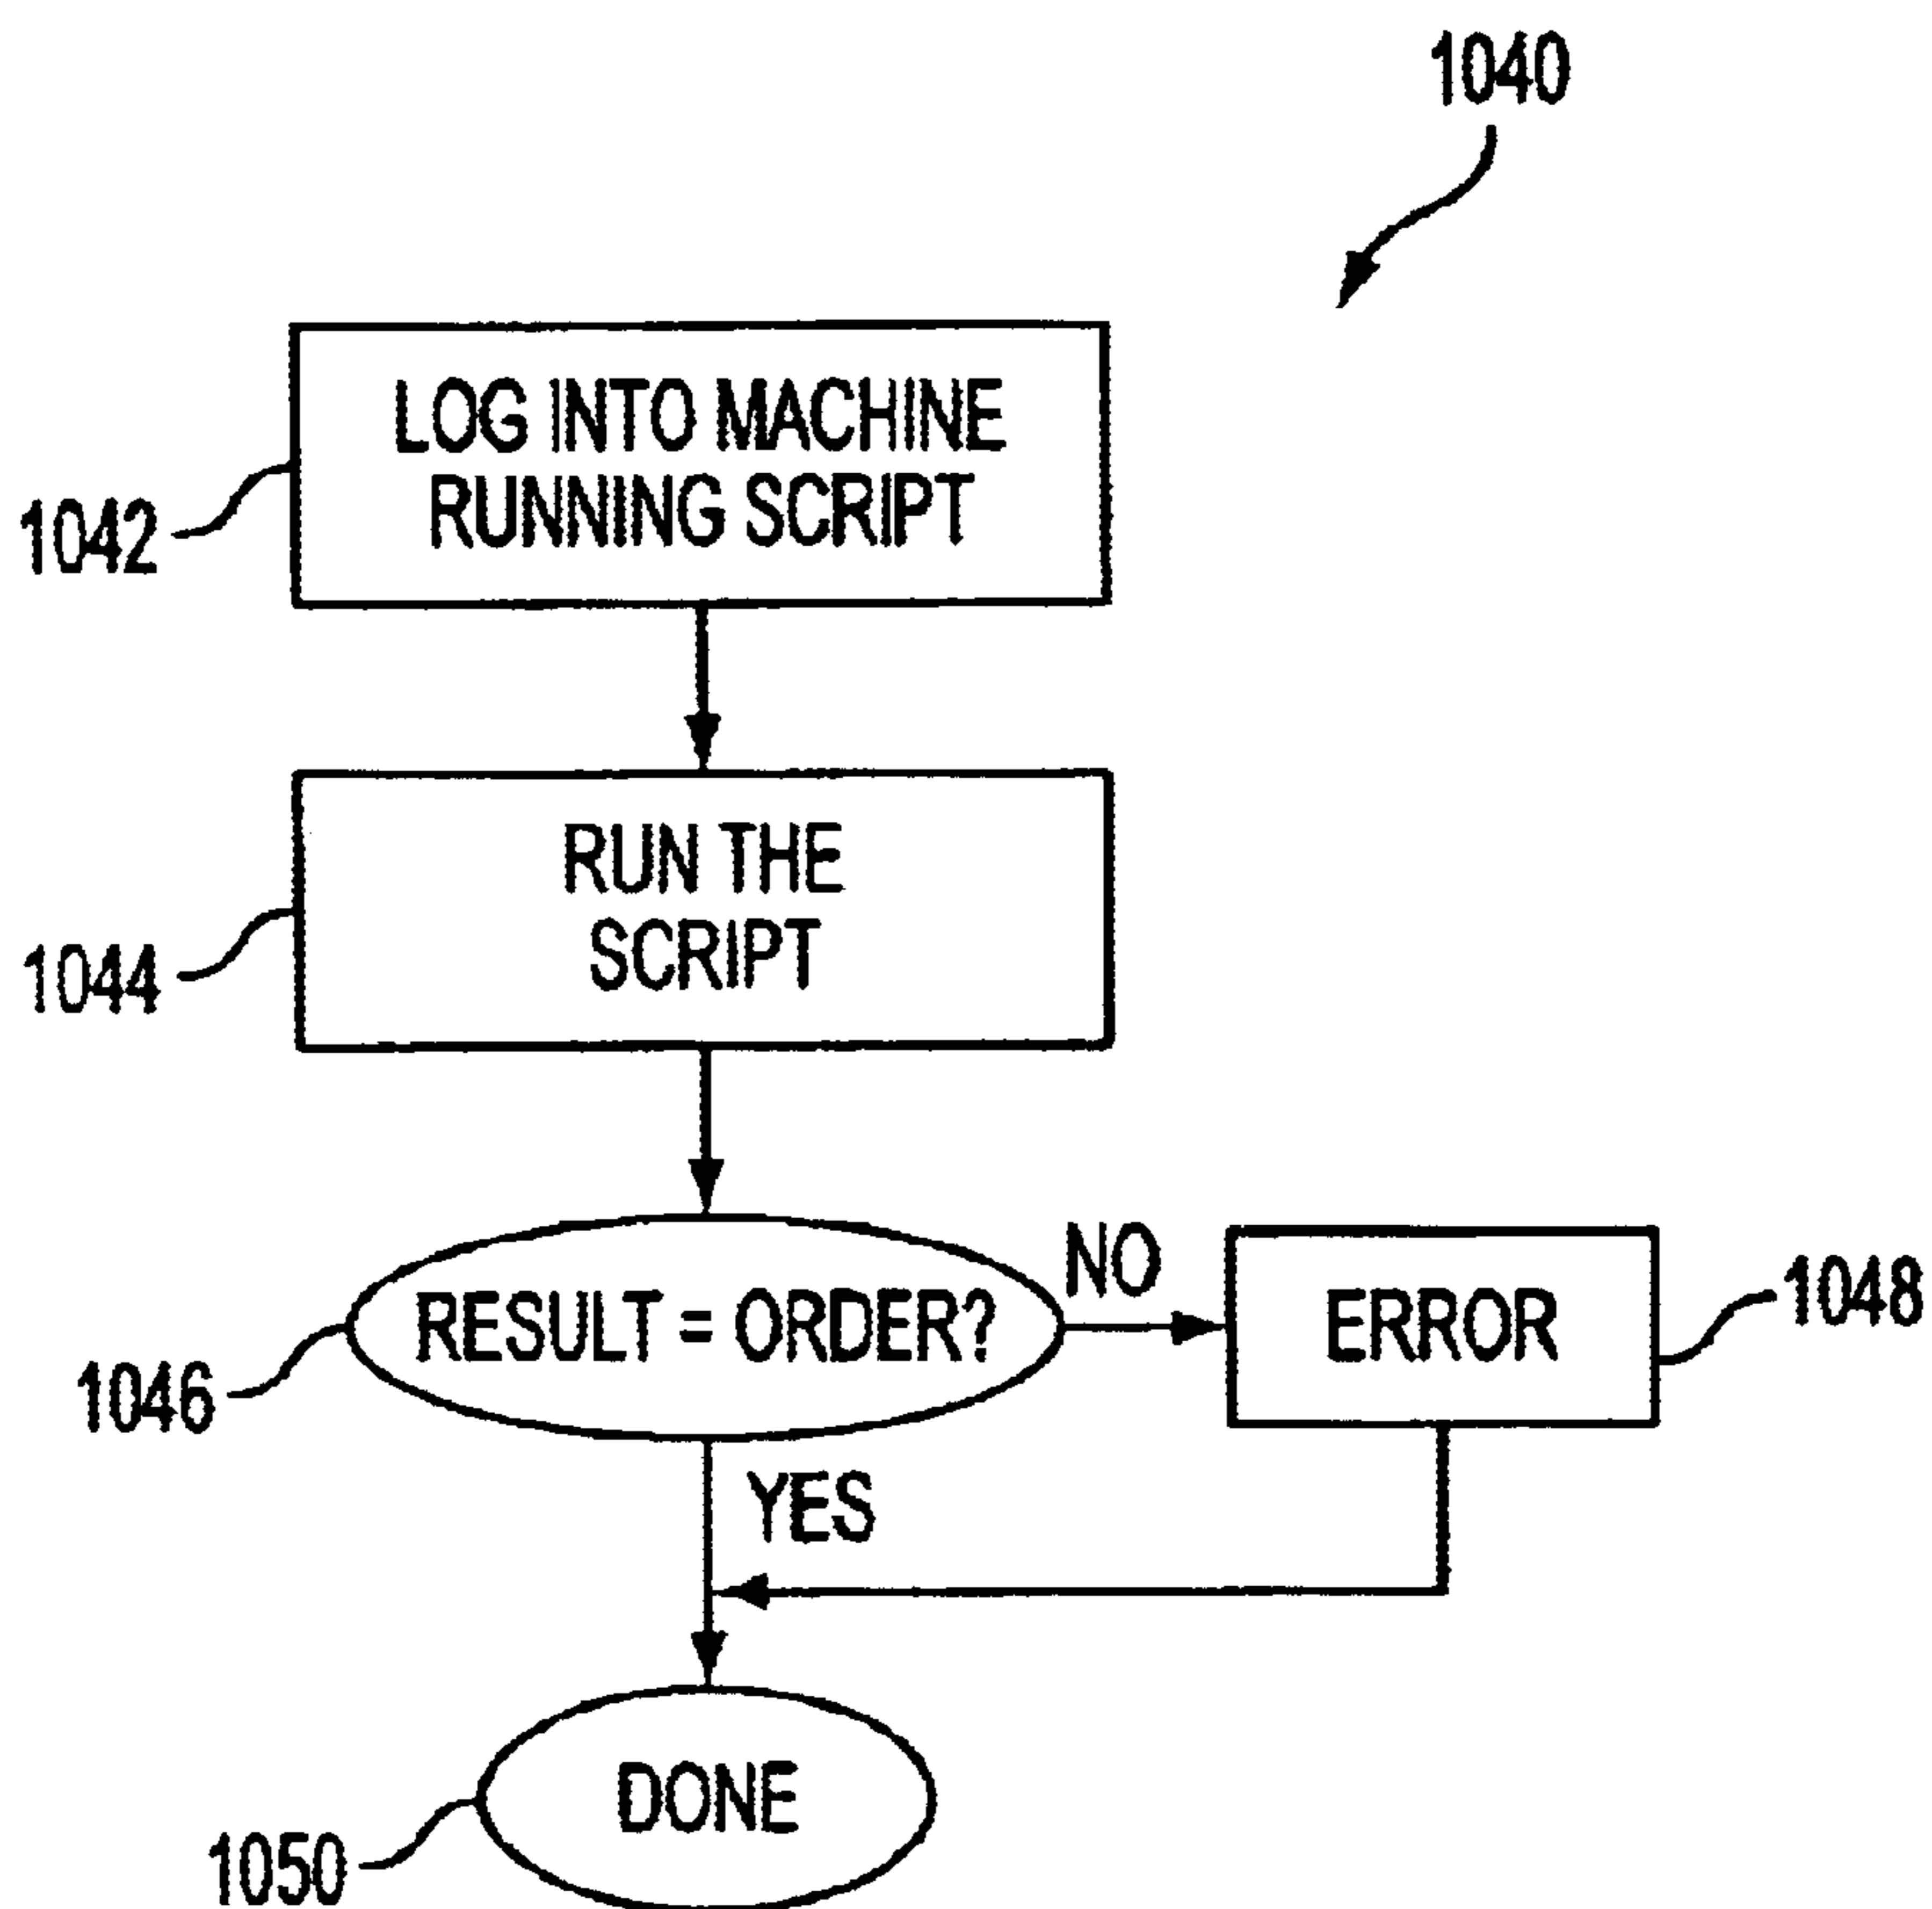 1040
LOG INTO MACHINE
RUNNING SCRIPT
1042
RUN THE
SCRIPT
1044
RESULT = ORDER?
NO
ERROR
1048
1046
YES
DONE
1050